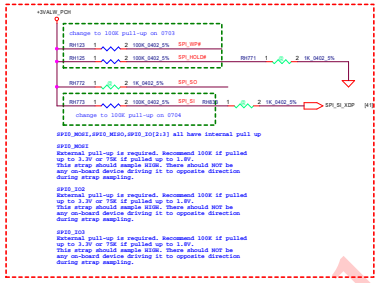 +3VALW_PCH
change to 100K pull-up on 0703
RH123 1 2 100K_0402_5% SPI_WP#
RH125 1 2 100K_0402_5% SPI_HOLD# RH771 1 2 1K_0402_5%
RH772 1 2 1K_0402_5% SPI_SO
RH773 1 2 100K_0402_5% SPI_SI 1 2 1K_0402_5% SPI_SI_XDP [41]
change to 100K pull-up on 0704
SPI0_MOSI,SPI0_MISO,SPI0_IO[2:3] all have internal pull up
SPI0_MOSI
External pull-up is required. Recommend 100K if pulled
up to 3.3V or 75K if pulled up to 1.8V.
This strap should sample HIGH. There should NOT be
any on-board device driving it to opposite direction
during strap sampling.
SPI0_IO2
External pull-up is required. Recommend 100K if pulled
up to 3.3V or 75K if pulled up to 1.8V.
This strap should sample HIGH. There should NOT be
any on-board device driving it to opposite direction
during strap sampling.
SPI0_IO3
External pull-up is required. Recommend 100K if pulled
up to 3.3V or 75K if pulled up to 1.8V.
This strap should sample HIGH. There should NOT be
any on-board device driving it to opposite direction
during strap sampling.